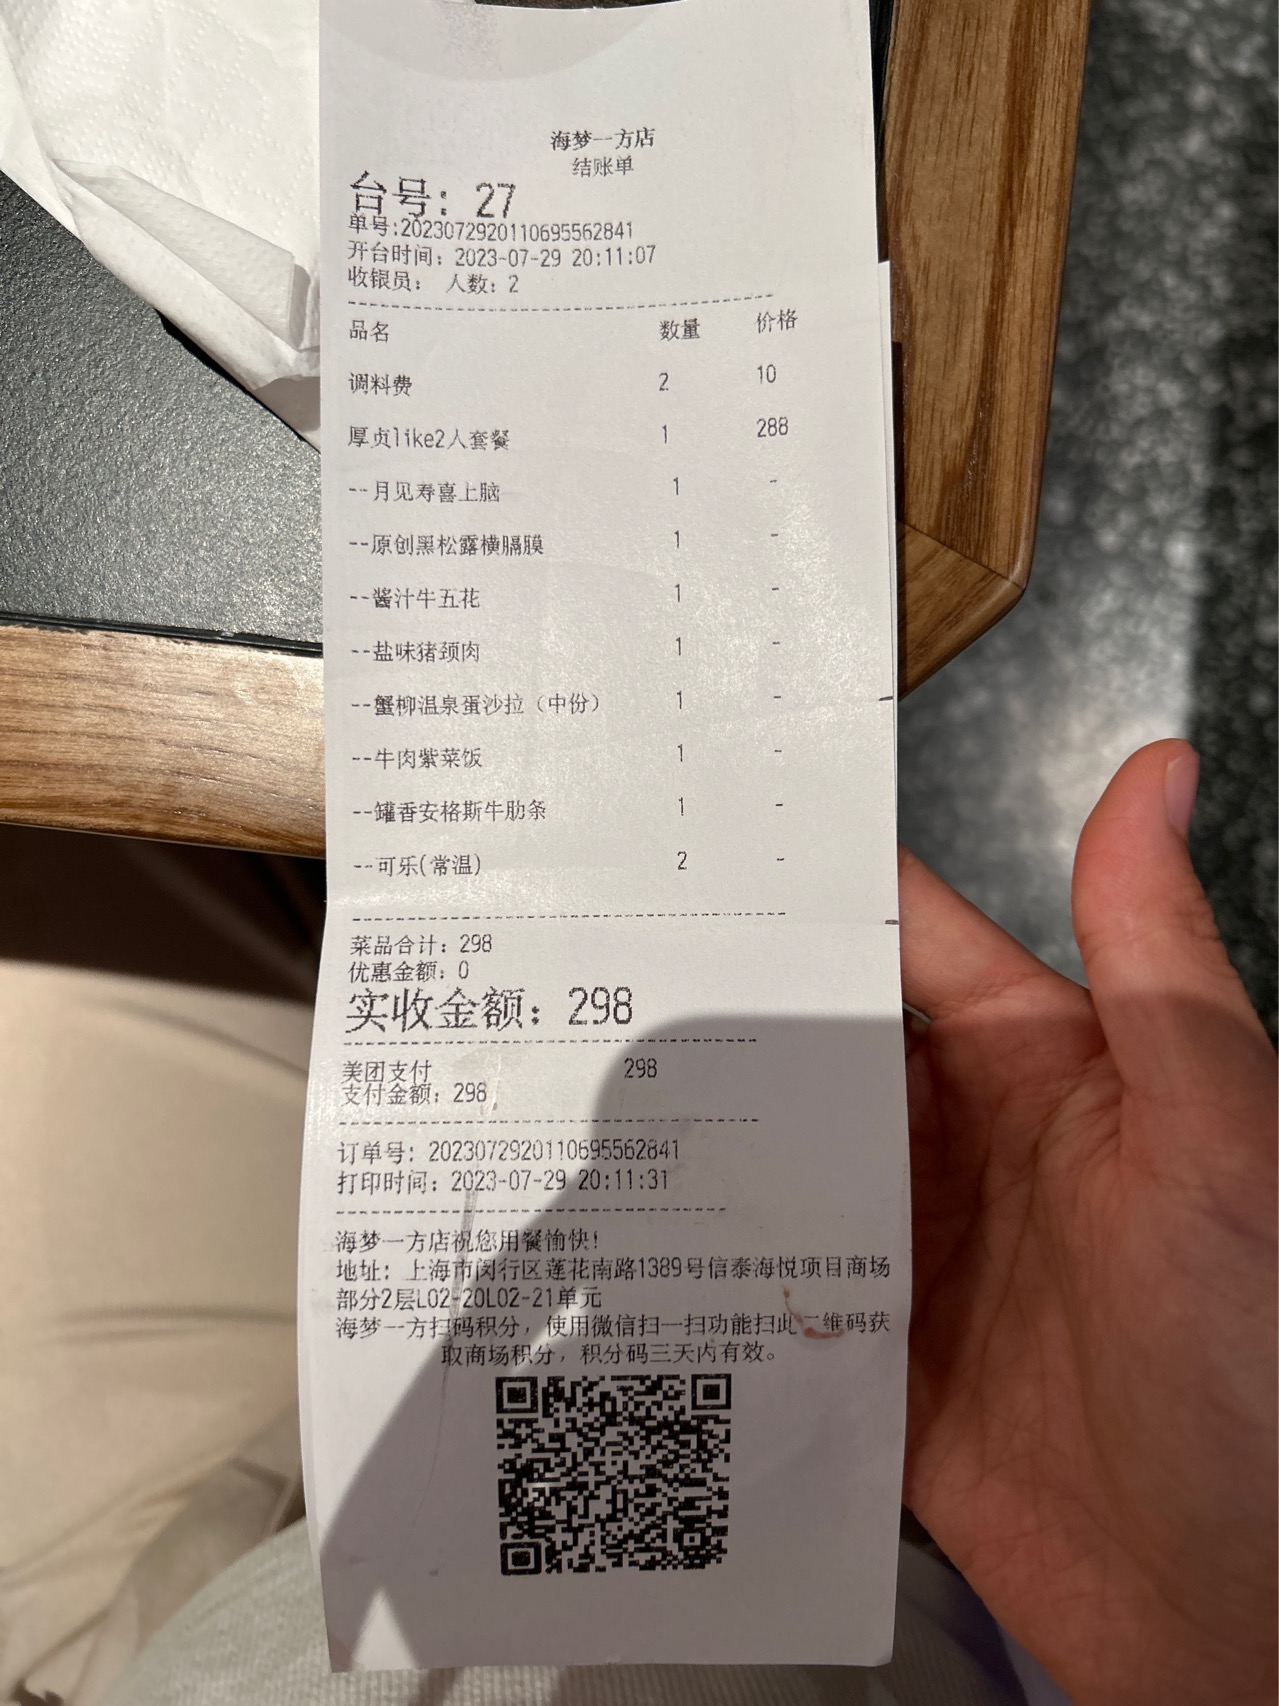 海梦一方店
结账单
台号：27
单号:2023072920110695562841
开台时间：2023-07-29 20:11:07
收银员： 人数：2
品名 数量 价格
调料费 2 10
厚贞like2人套餐 1 288
--月见寿喜上脑 1 -
--原创黑松露横膈膜 1 -
--酱汁牛五花 1 -
--盐味猪颈肉 1 -
--蟹柳温泉蛋沙拉（中份） 1 -
--牛肉紫菜饭 1 -
--罐香安格斯牛肋条 1 -
--可乐(常温) 2 -
菜品合计：298
优惠金额：0
实收金额：298
美团支付 298
支付金额：298
订单号：2023072920110695562841
打印时间：2023-07-29 20:11:31
海梦一方店祝您用餐愉快！
地址：上海市闵行区莲花南路1389号信泰海悦项目商场
部分2层L02-20L02-21单元
海梦一方扫码积分，使用微信扫一扫功能扫此二维码获
取商场积分，积分码三天内有效。